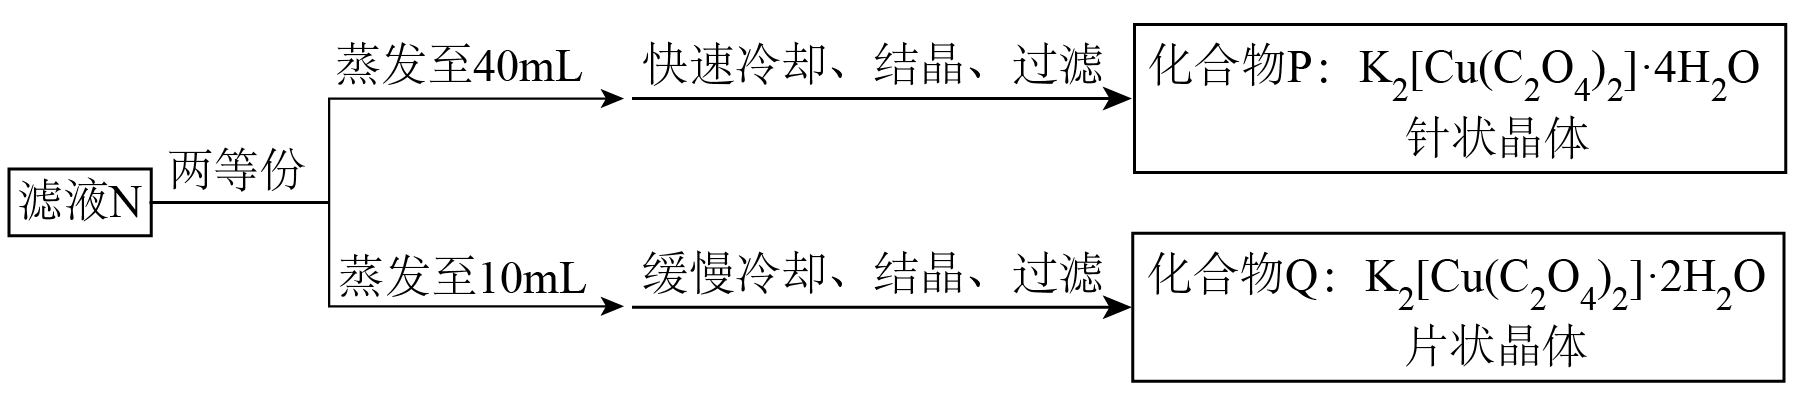 滤液N
两等份
蒸发至40mL
快速冷却、结晶、过滤
化合物P：K₂[Cu(C₂O₄)₂]·4H₂O
针状晶体
蒸发至10mL
缓慢冷却、结晶、过滤
化合物Q：K₂[Cu(C₂O₄)₂]·2H₂O
片状晶体